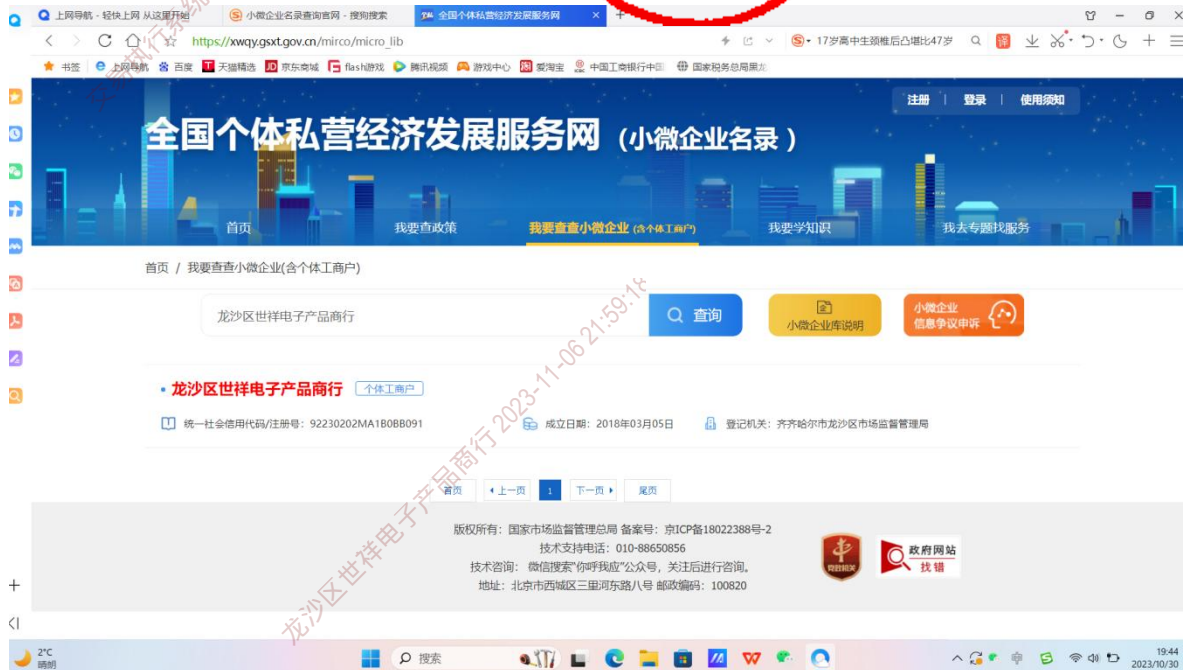 上网导航 - 轻快上网 从这里开始
小微企业名录查询官网 - 搜狗搜索
全国个体私营经济发展服务网
https://xwqy.gsxt.gov.cn/mirco/micro_lib
17岁高中生颈椎后凸堪比47岁
书签 上网导航 百度 天猫精选 京东商城 flash游戏 腾讯视频 游戏中心 爱淘宝 中国工商银行中国 国家税务总局黑龙
注册 | 登录 | 使用须知
全国个体私营经济发展服务网 (小微企业名录)
首页 我要查政策 我要查查小微企业 (含个体工商户) 我要学知识 我去专题找服务
首页 / 我要查查小微企业(含个体工商户)
龙沙区世祥电子产品商行
查询
小微企业库说明
小微企业
信息争议申诉
龙沙区世祥电子产品商行 个体工商户
统一社会信用代码/注册号: 92230202MA1B0BB091 成立日期: 2018年03月05日 登记机关: 齐齐哈尔市龙沙区市场监督管理局
首页 上一页 1 下一页 尾页
版权所有: 国家市场监督管理总局 备案号: 京ICP备18022388号-2
技术支持电话: 010-88650856
技术咨询: 微信搜索“你呼我应”公众号, 关注后进行咨询。
地址: 北京市西城区三里河东路八号 邮政编码: 100820
党政机关
政府网站
找错
龙沙区世祥电子产品商行 2023-11-06 21:59:18
交易执行系统
2°C
晴朗
搜索
19:44
2023/10/30